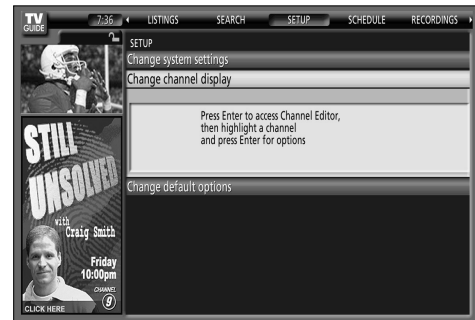 TV
GUIDE
7:36
LISTINGS
SEARCH
SETUP
SCHEDULE
RECORDINGS
SETUP
Change system settings
Change channel display
Press Enter to access Channel Editor,
then highlight a channel
and press Enter for options
Change default options
STILL
UNSOLVED
with
Craig Smith
Friday
10:00pm
CHANNEL
9
CLICK HERE